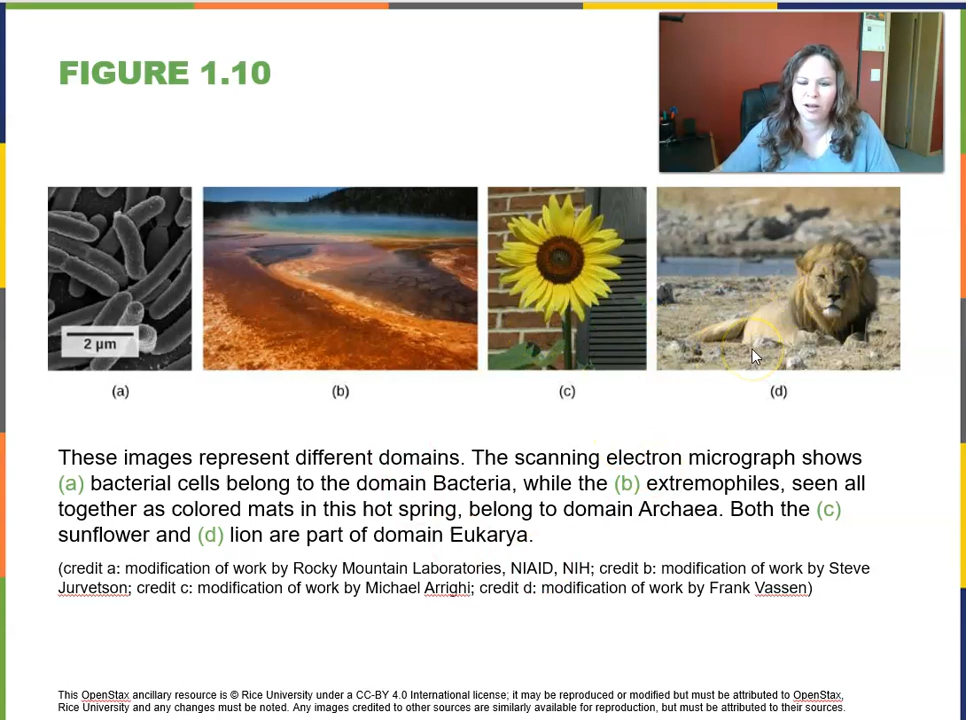 FIGURE 1.10
2 µm
(a)
(b)
(c)
(d)
These images represent different domains. The scanning electron micrograph shows
(a) bacterial cells belong to the domain Bacteria, while the (b) extremophiles, seen all
together as colored mats in this hot spring, belong to domain Archaea. Both the (c)
sunflower and (d) lion are part of domain Eukarya.
(credit a: modification of work by Rocky Mountain Laboratories, NIAID, NIH; credit b: modification of work by Steve
Jurvetson; credit c: modification of work by Michael Arrighi; credit d: modification of work by Frank Vassen)
This OpenStax ancillary resource is © Rice University under a CC-BY 4.0 International license; it may be reproduced or modified but must be attributed to OpenStax,
Rice University and any changes must be noted. Any images credited to other sources are similarly available for reproduction, but must be attributed to their sources.